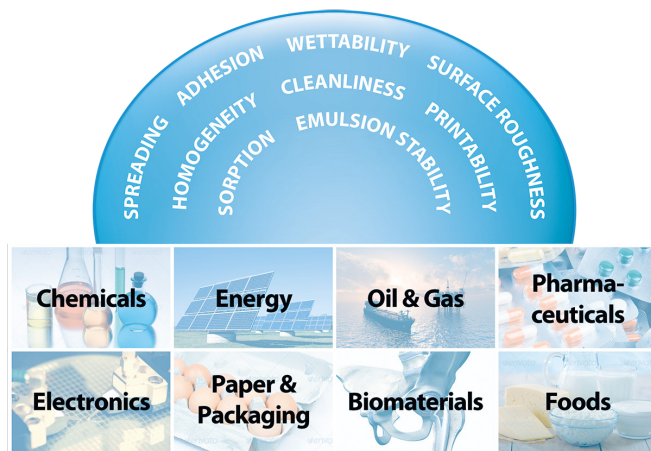 SPREADING ADHESION WETTABILITY SURFACE ROUGHNESS
HOMOGENEITY CLEANLINESS PRINTABILITY
SORPTION EMULSION STABILITY
Chemicals
Energy
Oil & Gas
Pharma-
ceuticals
Electronics
Paper &
Packaging
Biomaterials
Foods